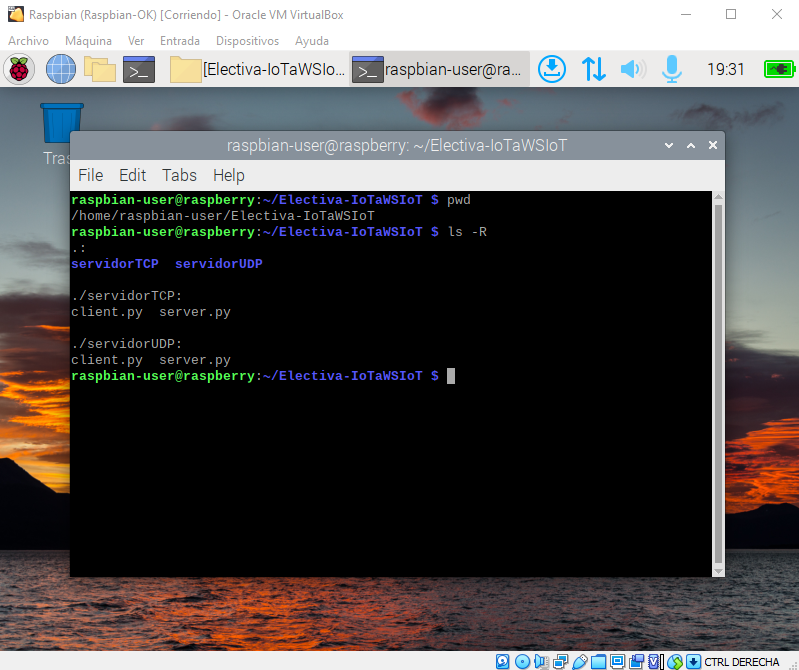 Raspbian (Raspbian-OK) [Corriendo] - Oracle VM VirtualBox
Archivo Máquina Ver Entrada Dispositivos Ayuda
[Electiva-IoTaWSIo... raspbian-user@ra... 19:31
Tras
raspbian-user@raspberry: ~/Electiva-IoTaWSIoT
File Edit Tabs Help
raspbian-user@raspberry:~/Electiva-IoTaWSIoT $ pwd
/home/raspbian-user/Electiva-IoTaWSIoT
raspbian-user@raspberry:~/Electiva-IoTaWSIoT $ ls -R
.:
servidorTCP  servidorUDP
./servidorTCP:
client.py  server.py
./servidorUDP:
client.py  server.py
raspbian-user@raspberry:~/Electiva-IoTaWSIoT $
CTRL DERECHA